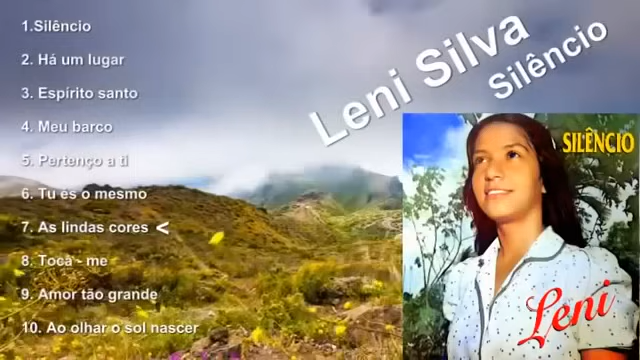 1.Silêncio
2. Há um lugar
3. Espírito santo
4. Meu barco
5. Pertenço a ti
6. Tu és o mesmo
7. As lindas cores <
8. Toca - me
9. Amor tão grande
10. Ao olhar o sol nascer
Leni Silva
Silêncio
SILÊNCIO
Leni